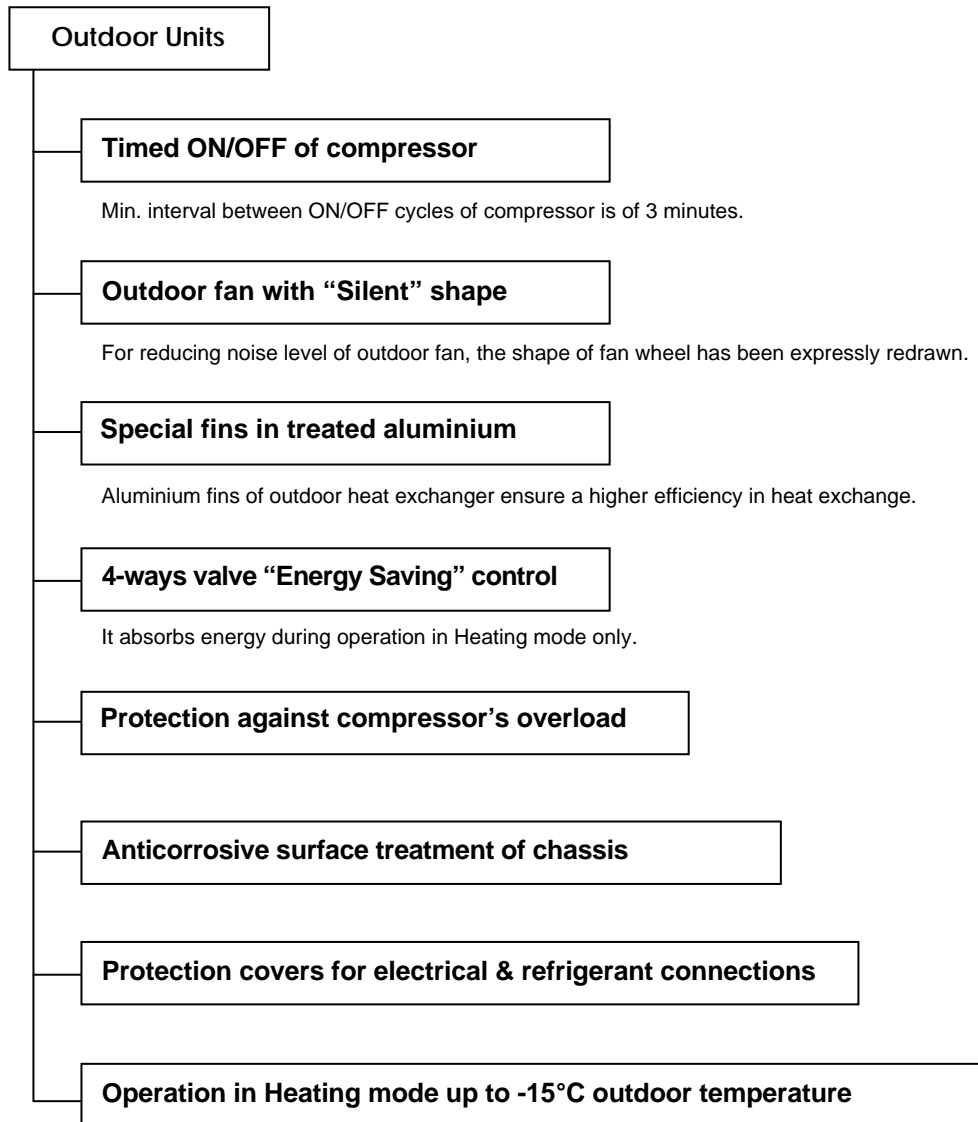 Outdoor Units
Timed ON/OFF of compressor
Min. interval between ON/OFF cycles of compressor is of 3 minutes.
Outdoor fan with “Silent” shape
For reducing noise level of outdoor fan, the shape of fan wheel has been expressly redrawn.
Special fins in treated aluminium
Aluminium fins of outdoor heat exchanger ensure a higher efficiency in heat exchange.
4-ways valve “Energy Saving” control
It absorbs energy during operation in Heating mode only.
Protection against compressor’s overload
Anticorrosive surface treatment of chassis
Protection covers for electrical & refrigerant connections
Operation in Heating mode up to -15°C outdoor temperature